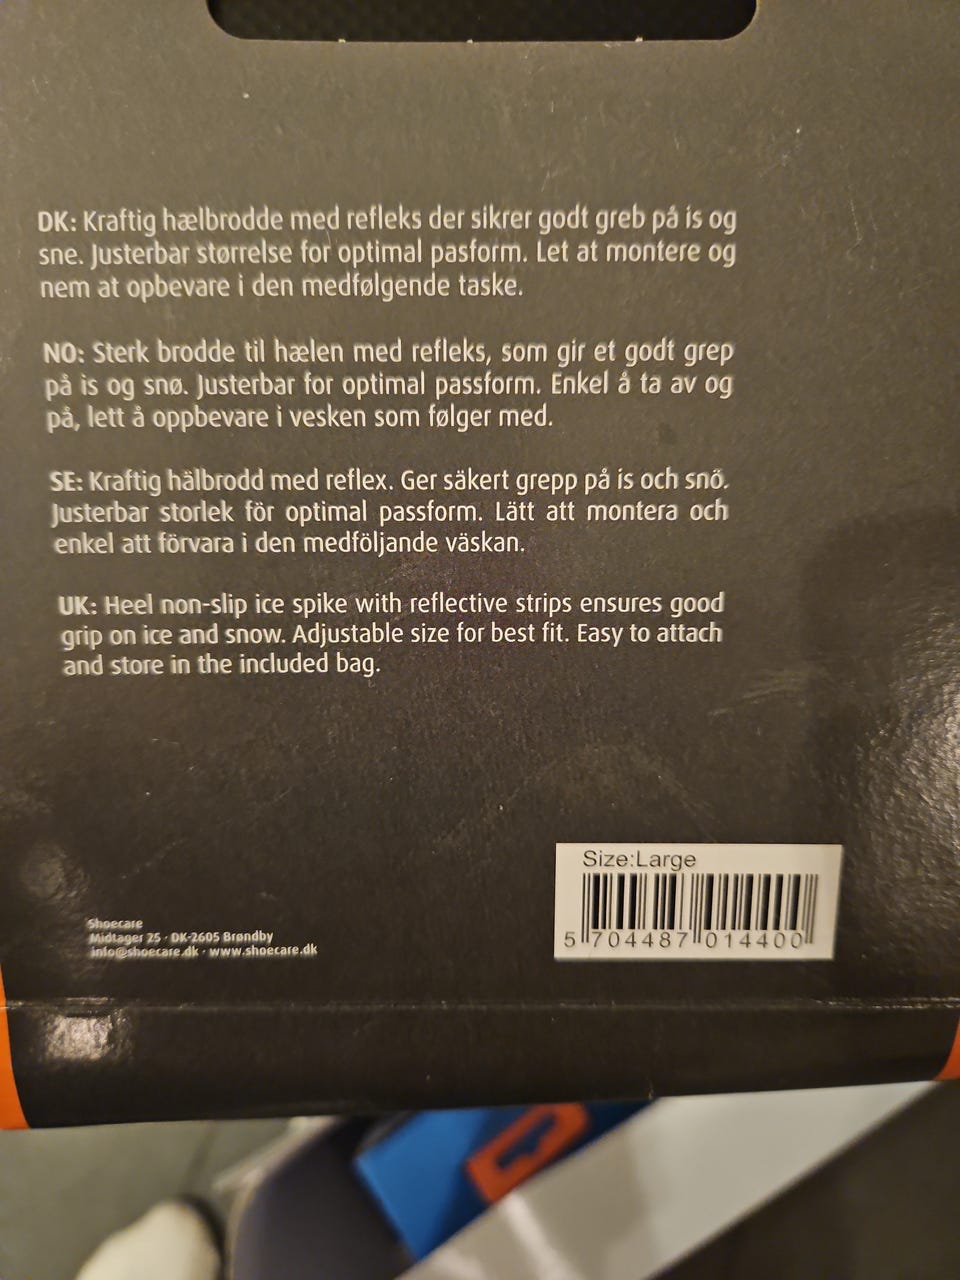 DK: Kraftig hælbrodde med refleks der sikrer godt greb på is og
sne. Justerbar størrelse for optimal pasform. Let at montere og
nem at opbevare i den medfølgende taske.
NO: Sterk brodde til hælen med refleks, som gir et godt grep
på is og snø. Justerbar for optimal passform. Enkel å ta av og
på, lett å oppbevare i vesken som følger med.
SE: Kraftig hälbrodd med reflex. Ger säkert grepp på is och snö.
Justerbar storlek för optimal passform. Lätt att montera och
enkel att förvara i den medföljande väskan.
UK: Heel non-slip ice spike with reflective strips ensures good
grip on ice and snow. Adjustable size for best fit. Easy to attach
and store in the included bag.
Shoecare
Midtager 25 · DK-2605 Brøndby
info@shoecare.dk · www.shoecare.dk
Size:Large
5 704487 014400